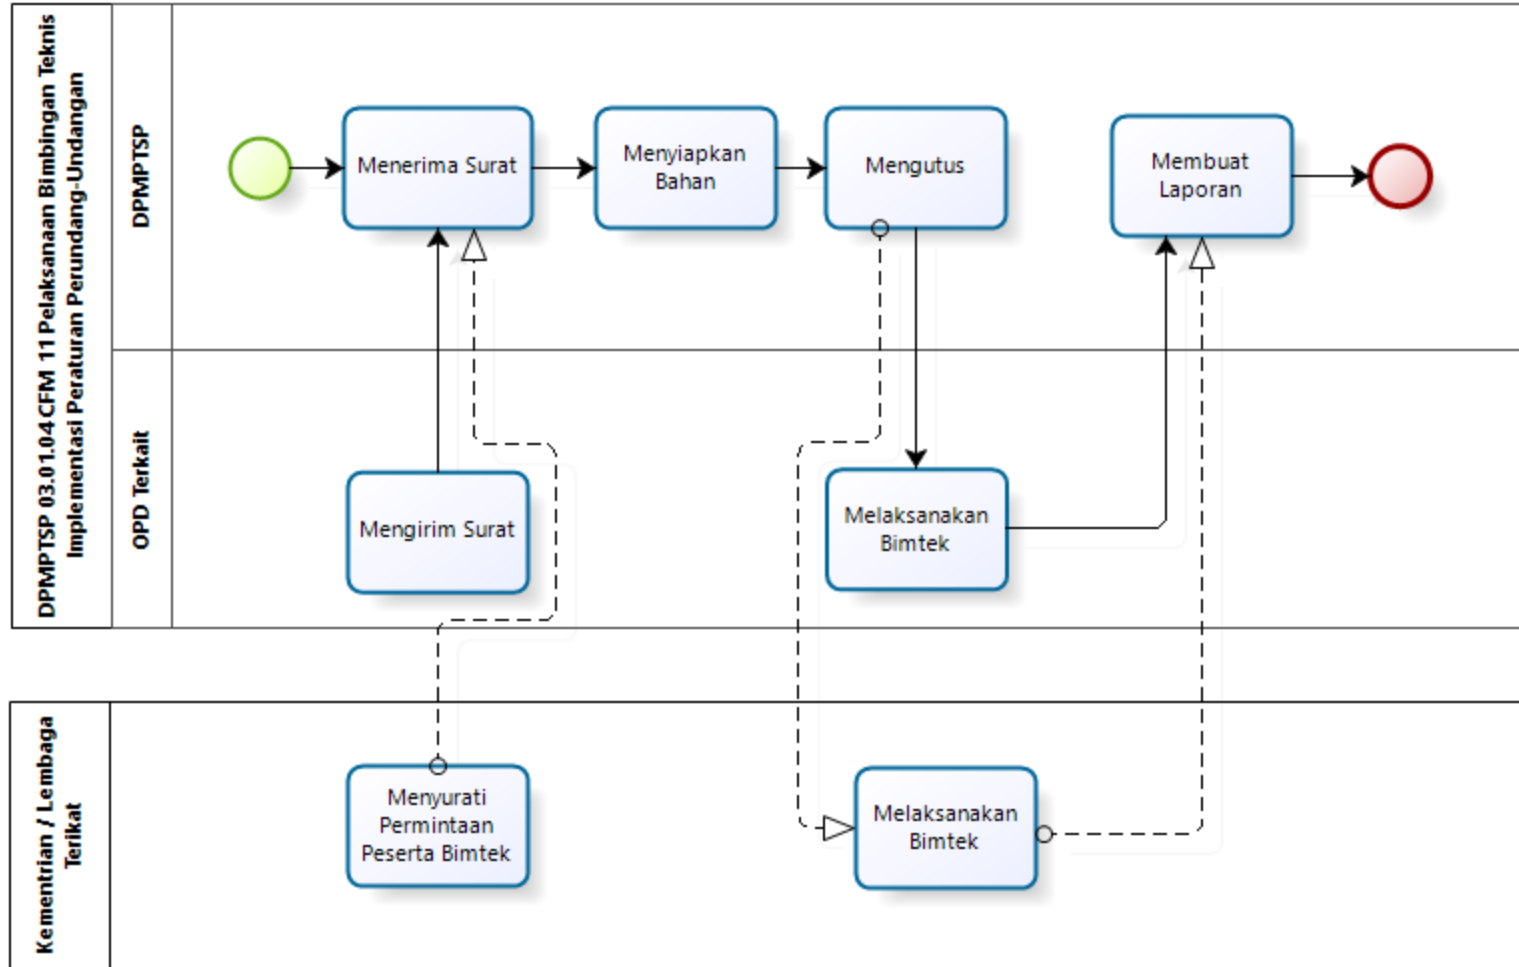 DPMPTSP 03.01.04 CFM 11 Pelaksanaan Bimbingan Teknis
Implementasi Peraturan Perundang-Undangan
DPMPTSP
Menerima Surat
Menyiapkan
Bahan
Mengutus
Membuat
Laporan
OPD Terkait
Mengirim Surat
Melaksanakan
Bimtek
Kementrian / Lembaga
Terikat
Menyurati
Permintaan
Peserta Bimtek
Melaksanakan
Bimtek